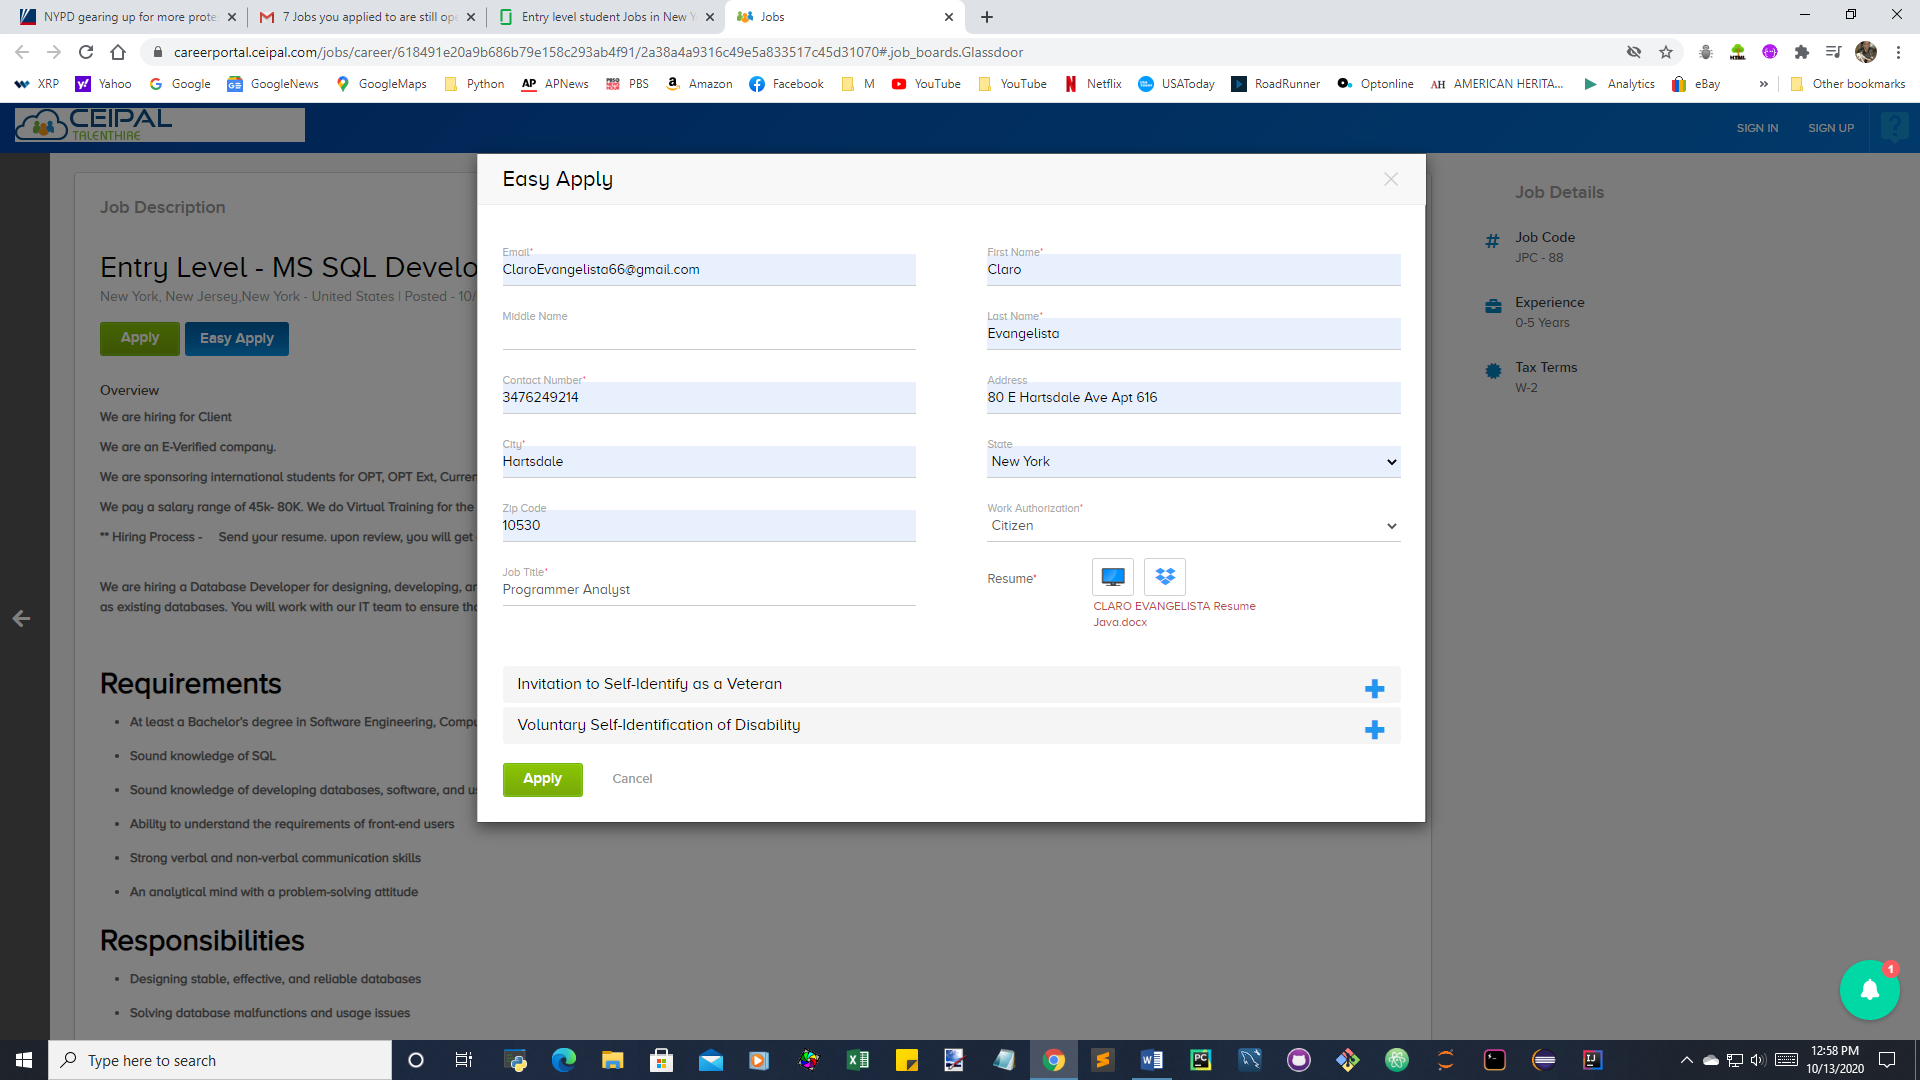 NYPD gearing up for more prote
7 Jobs you applied to are still ope
Entry level student Jobs in New Y
Jobs
careerportal.ceipal.com/jobs/career/618491e20a9b686b79e158c293ab4f91/2a38a4a9316c49e5a833517c45d31070#.job_boards.Glassdoor
XRP Yahoo Google GoogleNews GoogleMaps Python APNews PBS Amazon Facebook M YouTube YouTube Netflix USAToday RoadRunner Optonline AMERICAN HERITA... Analytics eBay » Other bookmarks
CEIPAL
TALENTHIRE
SIGN IN SIGN UP ?
Easy Apply
Job Description
Job Details
Entry Level - MS SQL Develo
New York, New Jersey,New York - United States | Posted - 10/
Apply Easy Apply
Overview
We are hiring for Client
We are an E-Verified company.
We are sponsoring international students for OPT, OPT Ext, Curren
We pay a salary range of 45k- 80K. We do Virtual Training for the
** Hiring Process - Send your resume. upon review, you will get
We are hiring a Database Developer for designing, developing, an
as existing databases. You will work with our IT team to ensure tha
Requirements
• At least a Bachelor's degree in Software Engineering, Compu
• Sound knowledge of SQL
• Sound knowledge of developing databases, software, and us
• Ability to understand the requirements of front-end users
• Strong verbal and non-verbal communication skills
• An analytical mind with a problem-solving attitude
Responsibilities
• Designing stable, effective, and reliable databases
• Solving database malfunctions and usage issues
Email*
ClaroEvangelista66@gmail.com
First Name*
Claro
Middle Name
Last Name*
Evangelista
Contact Number*
3476249214
Address
80 E Hartsdale Ave Apt 616
City*
Hartsdale
State
New York
Zip Code
10530
Work Authorization*
Citizen
Job Title*
Programmer Analyst
Resume*
CLARO EVANGELISTA Resume
Java.docx
Invitation to Self-Identify as a Veteran
Voluntary Self-Identification of Disability
Apply Cancel
Job Code
JPC - 88
Experience
0-5 Years
Tax Terms
W-2
1
Type here to search
12:58 PM
10/13/2020